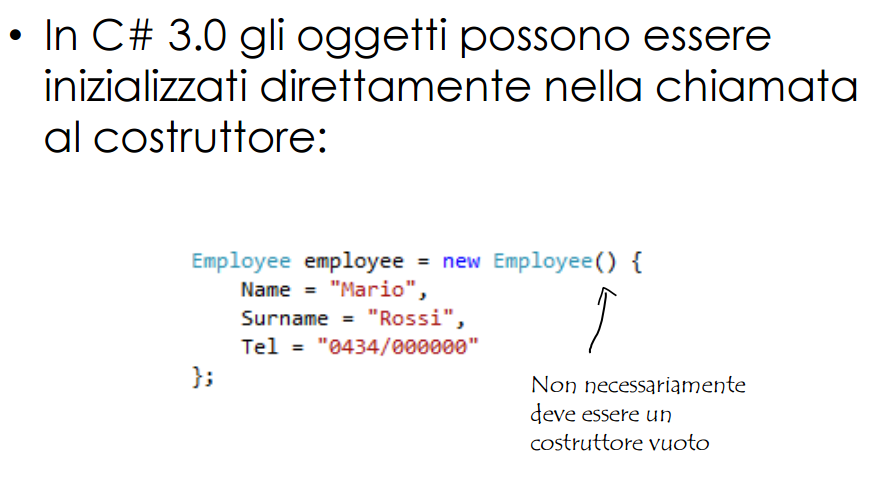 • In C# 3.0 gli oggetti possono essere
inizializzati direttamente nella chiamata
al costruttore:
Employee employee = new Employee() {
    Name = "Mario",
    Surname = "Rossi",
    Tel = "0434/000000"
};
Non necessariamente
deve essere un
costruttore vuoto